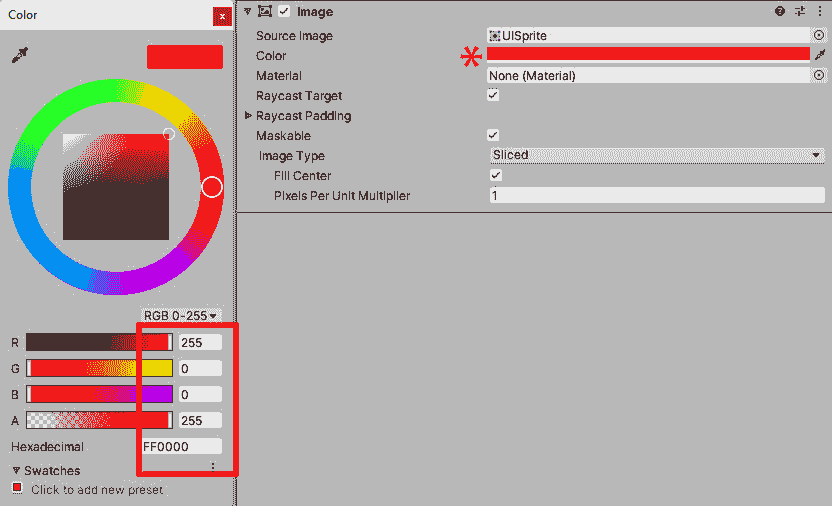 Color
x
RGB 0-255
R 255
G 0
B 0
A 255
Hexadecimal FF0000
Swatches
Click to add new preset
Image
Source Image UISprite
Color
Material None (Material)
Raycast Target
Raycast Padding
Maskable
Image Type Sliced
Fill Center
Pixels Per Unit Multiplier 1